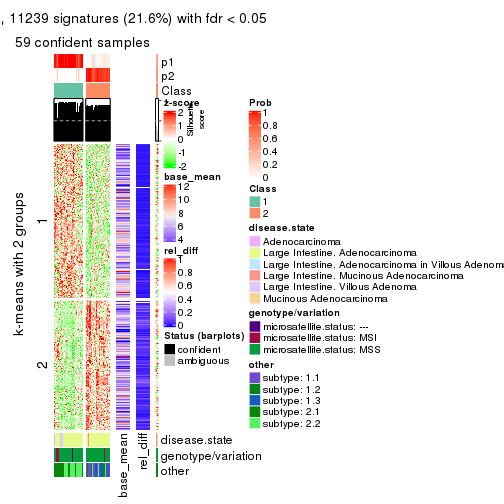 , 11239 signatures (21.6%) with fdr < 0.05
59 confident samples
p1
p2
Class
Silhouette
score
k-means with 2 groups
1
2
base_mean
rel_diff
disease.state
genotype/variation
other
z-score
2
1
0
-1
-2
base_mean
12
10
8
6
4
rel_diff
1
0.8
0.6
0.4
0.2
0
Status (barplots)
confident
ambiguous
Prob
1
0.8
0.6
0.4
0.2
0
Class
1
2
disease.state
Adenocarcinoma
Large Intestine. Adenocarcinoma
Large Intestine. Adenocarcinoma in Villous Adenom
Large Intestine. Mucinous Adenocarcinoma
Large Intestine. Villous Adenoma
Mucinous Adenocarcinoma
genotype/variation
microsatellite.status: ---
microsatellite.status: MSI
microsatellite.status: MSS
other
subtype: 1.1
subtype: 1.2
subtype: 1.3
subtype: 2.1
subtype: 2.2